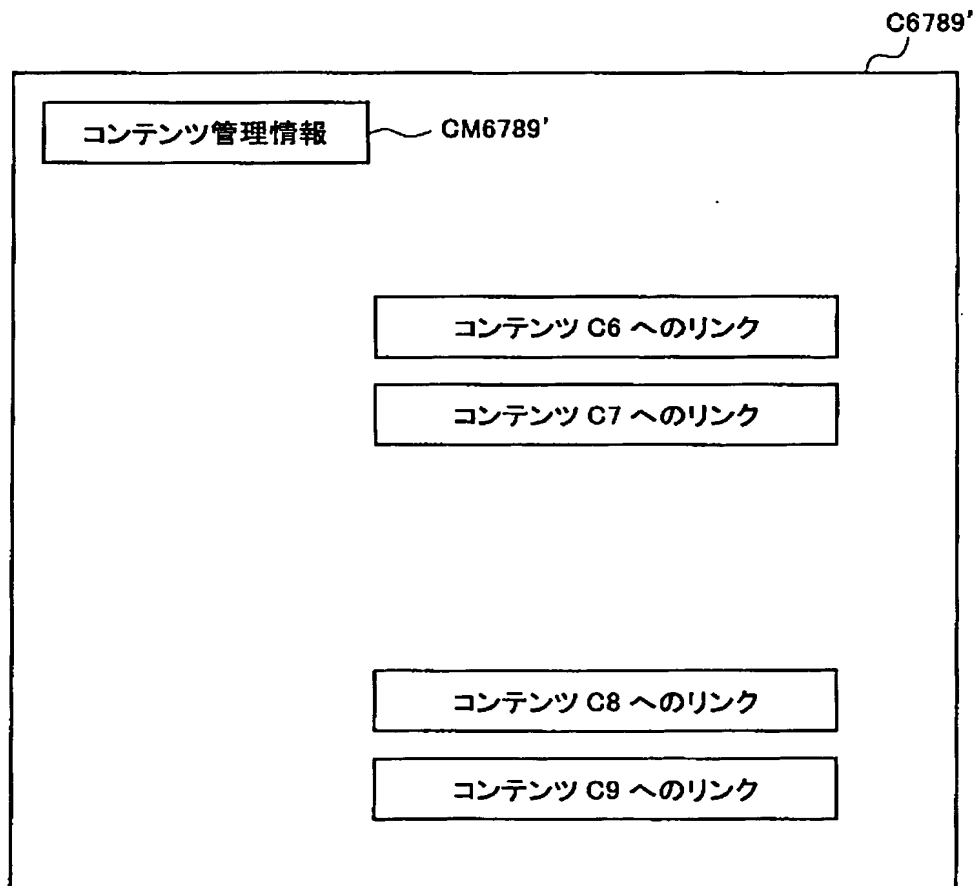 C6789'
コンテンツ管理情報
CM6789'
コンテンツ C6 へのリンク
コンテンツ C7 へのリンク
コンテンツ C8 へのリンク
コンテンツ C9 へのリンク